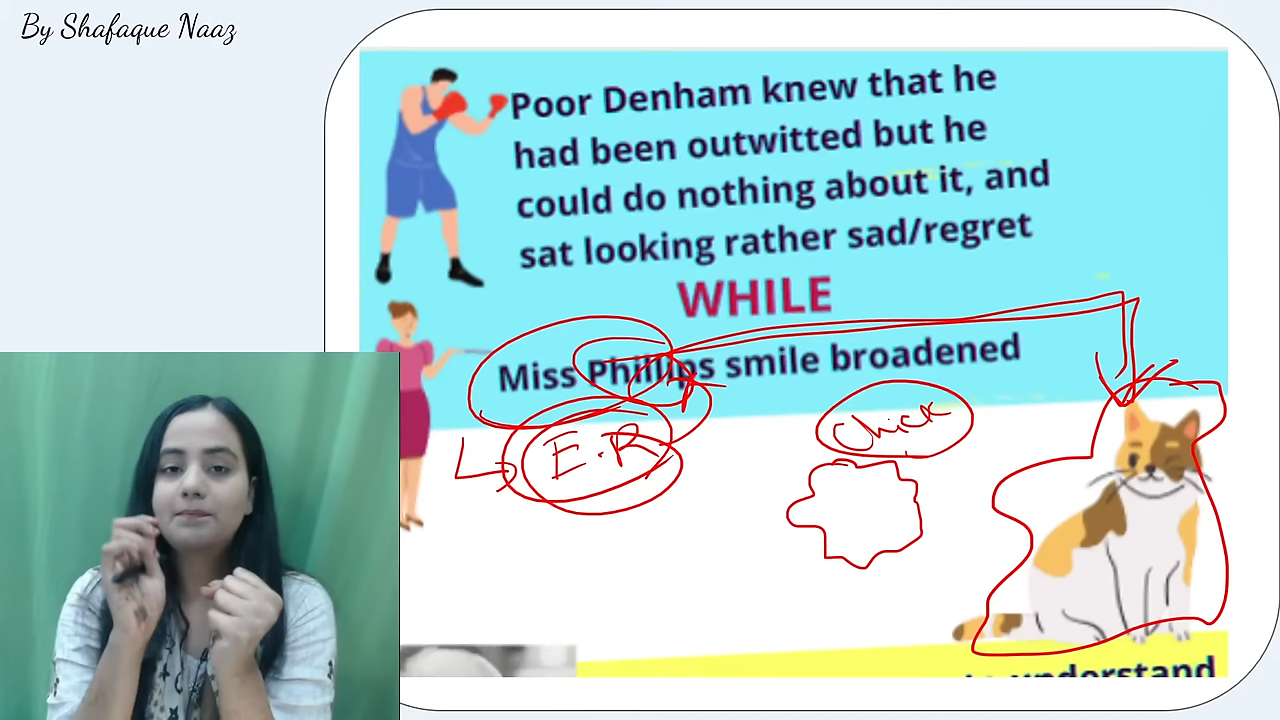 By Shafaque Naaz
Poor Denham knew that he
had been outwitted but he
could do nothing about it, and
sat looking rather sad/regret
WHILE
Miss Phillips smile broadened
Chick
E.R
understand